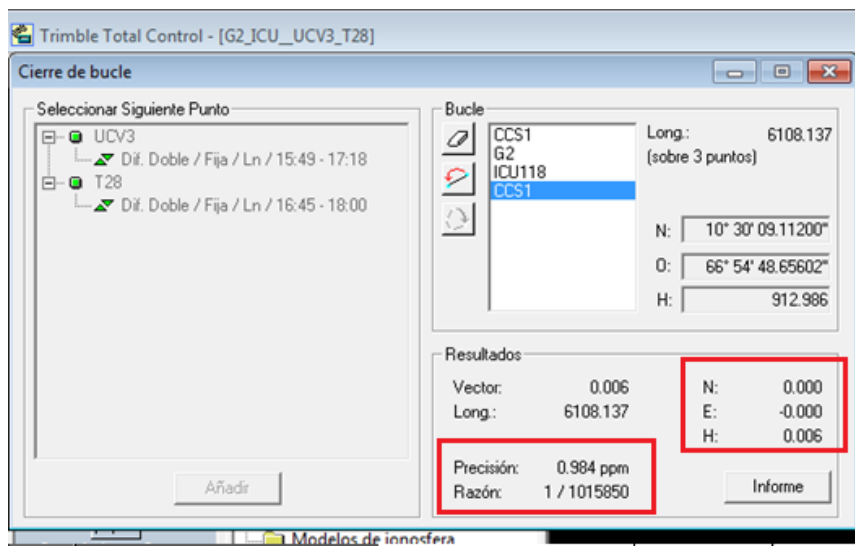 Trimble Total Control - [G2_ICU__UCV3_T28]
Cierre de bucle
Seleccionar Siguiente Punto
UCV3
Dif. Doble / Fija / Ln / 15:49 - 17:18
T28
Dif. Doble / Fija / Ln / 16:45 - 18:00
Añadir
Bucle
CCS1
G2
ICU118
CCS1
Long.: 6108.137
(sobre 3 puntos)
N: 10° 30' 09.11200"
O: 66° 54' 48.65602"
H: 912.986
Resultados
Vector: 0.006
Long.: 6108.137
Precisión: 0.984 ppm
Razón: 1 / 1015850
N: 0.000
E: -0.000
H: 0.006
Informe
Modelos de ionosfera